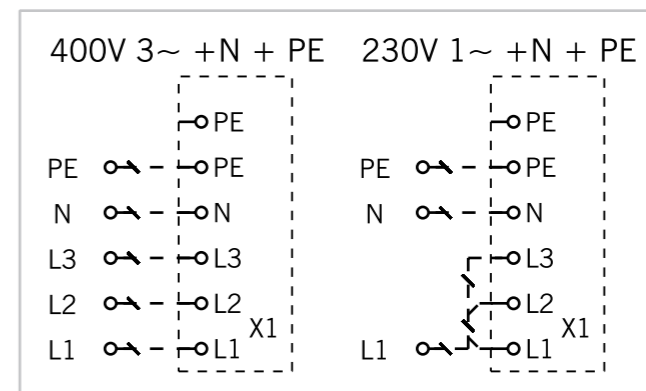 400V 3~ +N + PE
PE
PE PE
N N
L3 L3
L2 L2
X1
L1 L1
230V 1~ +N + PE
PE
PE PE
N N
L3
L2
X1
L1 L1